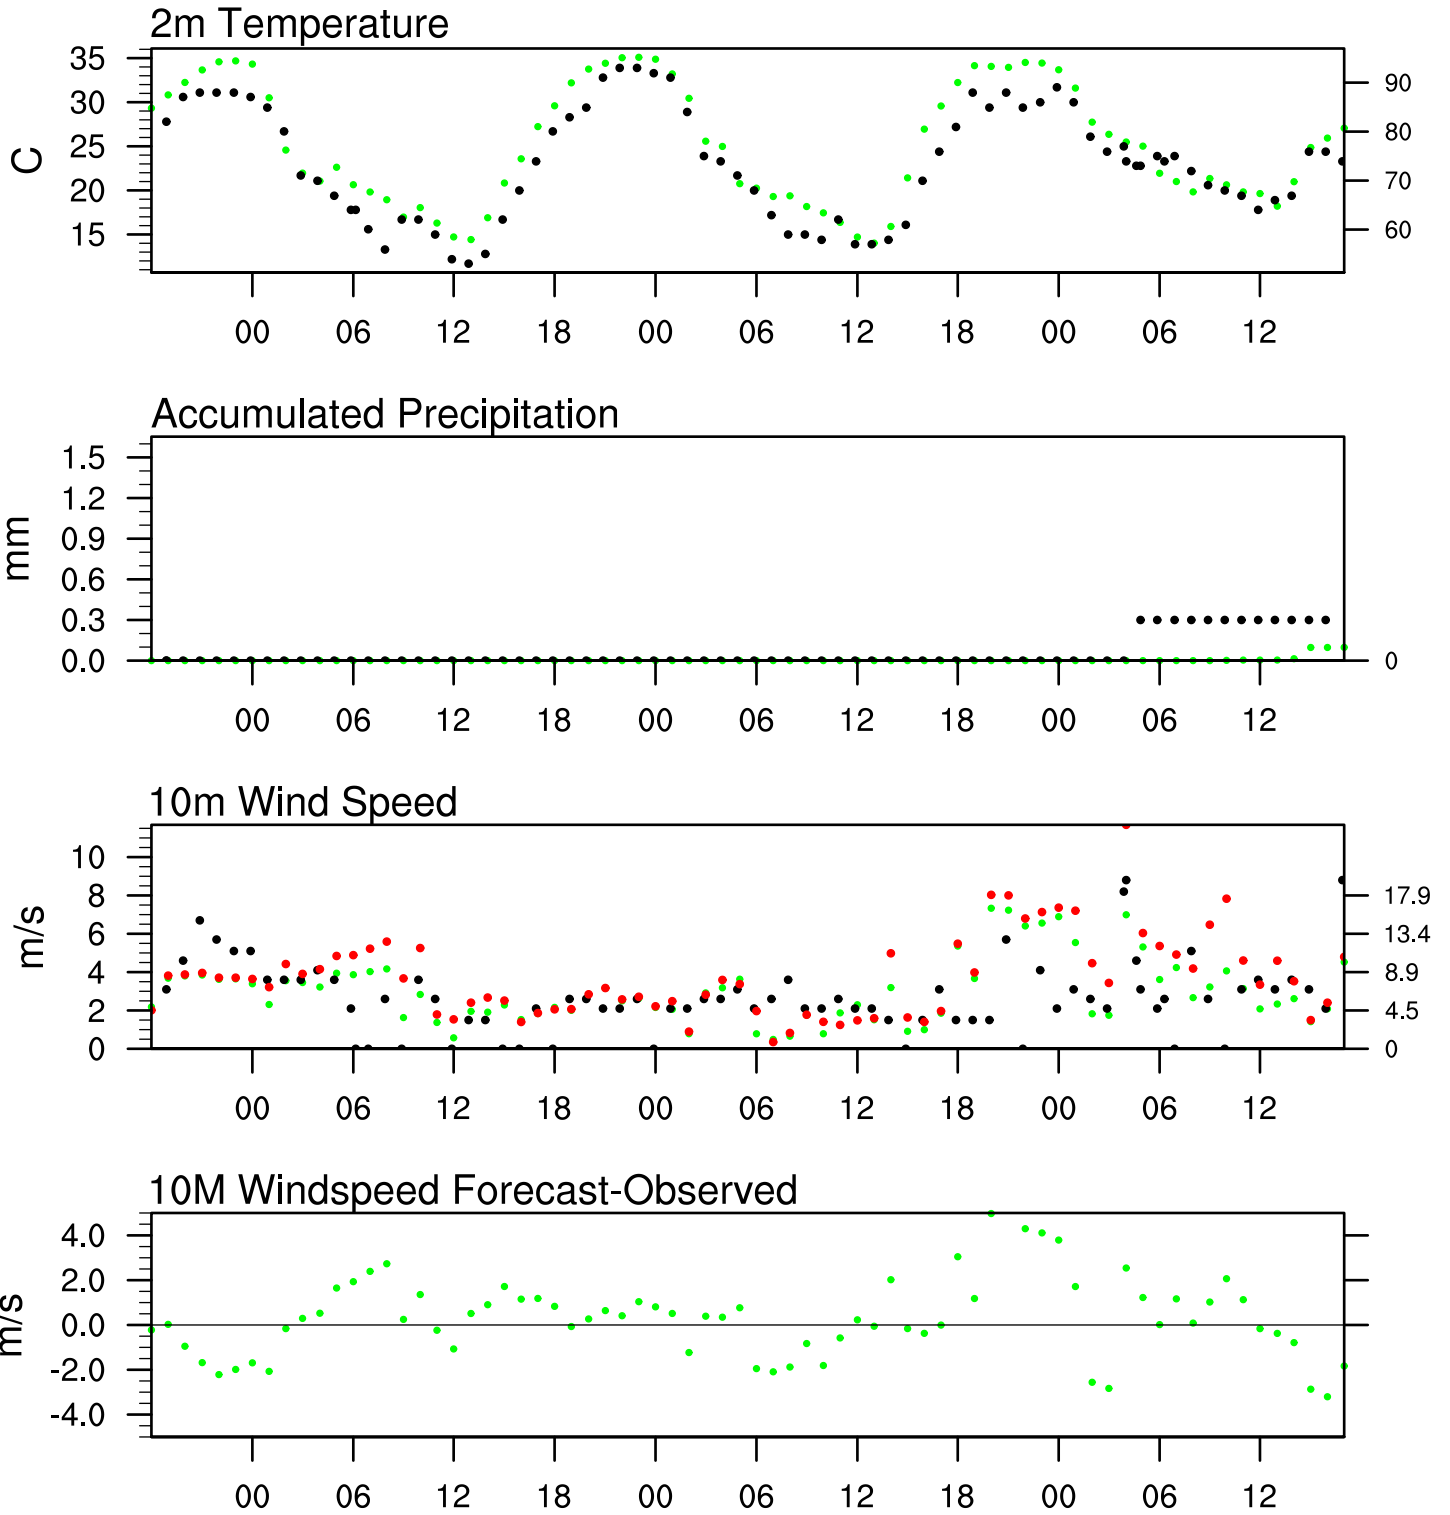 2m Temperature
C
35
30
25
20
15
90
80
70
60
00 06 12 18 00 06 12 18 00 06 12
Accumulated Precipitation
mm
1.5
1.2
0.9
0.6
0.3
0.0
0
00 06 12 18 00 06 12 18 00 06 12
10m Wind Speed
m/s
10
8
6
4
2
0
17.9
13.4
8.9
4.5
0
00 06 12 18 00 06 12 18 00 06 12
10M Windspeed Forecast-Observed
m/s
4.0
2.0
0.0
-2.0
-4.0
00 06 12 18 00 06 12 18 00 06 12